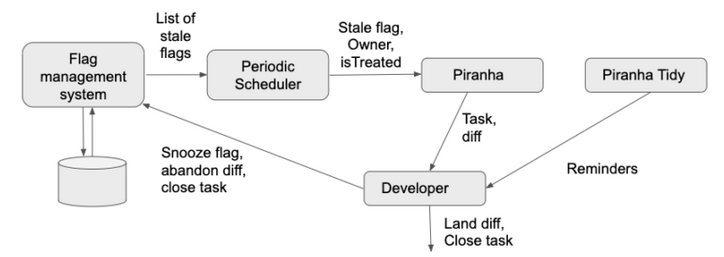 List of
stale
flags
Stale flag,
Owner,
isTreated
Flag
management
system
Periodic
Scheduler
Piranha
Piranha Tidy
Task,
diff
Snooze flag,
abandon diff,
close task
Reminders
Developer
Land diff,
Close task